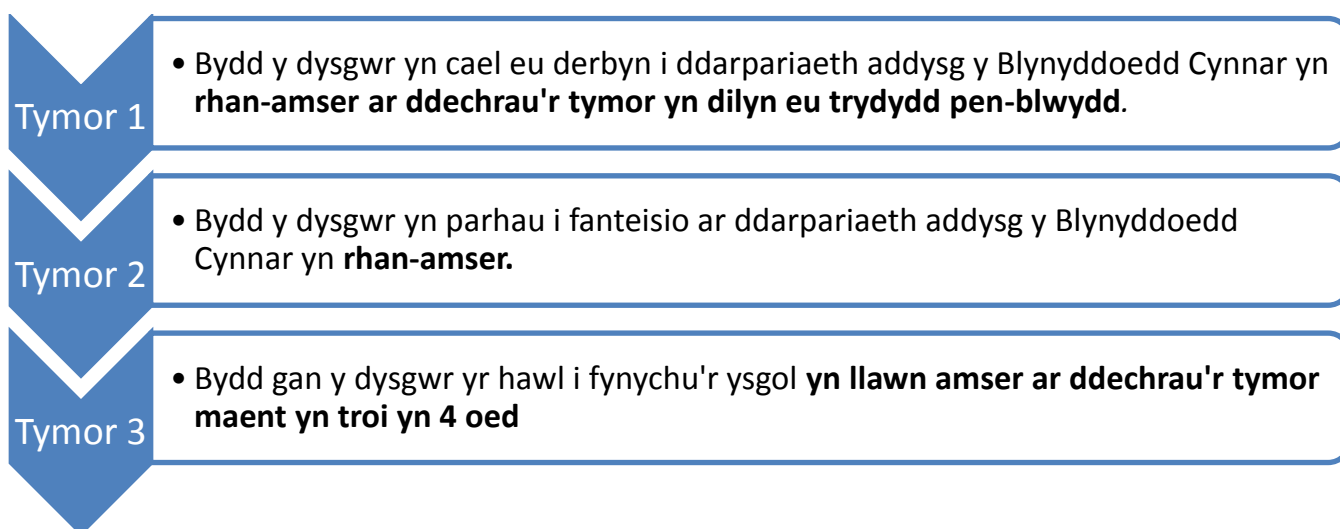 Tymor 1
• Bydd y dysgwr yn cael eu derbyn i ddarpariaeth addysg y Blynyddoedd Cynnar yn
rhan-amser ar ddechrau'r tymor yn dilyn eu trydydd pen-blwydd.
Tymor 2
• Bydd y dysgwr yn parhau i fanteisio ar ddarpariaeth addysg y Blynyddoedd
Cynnar yn rhan-amser.
Tymor 3
• Bydd gan y dysgwr yr hawl i fynychu'r ysgol yn llawn amser ar ddechrau'r tymor
maent yn troi yn 4 oed